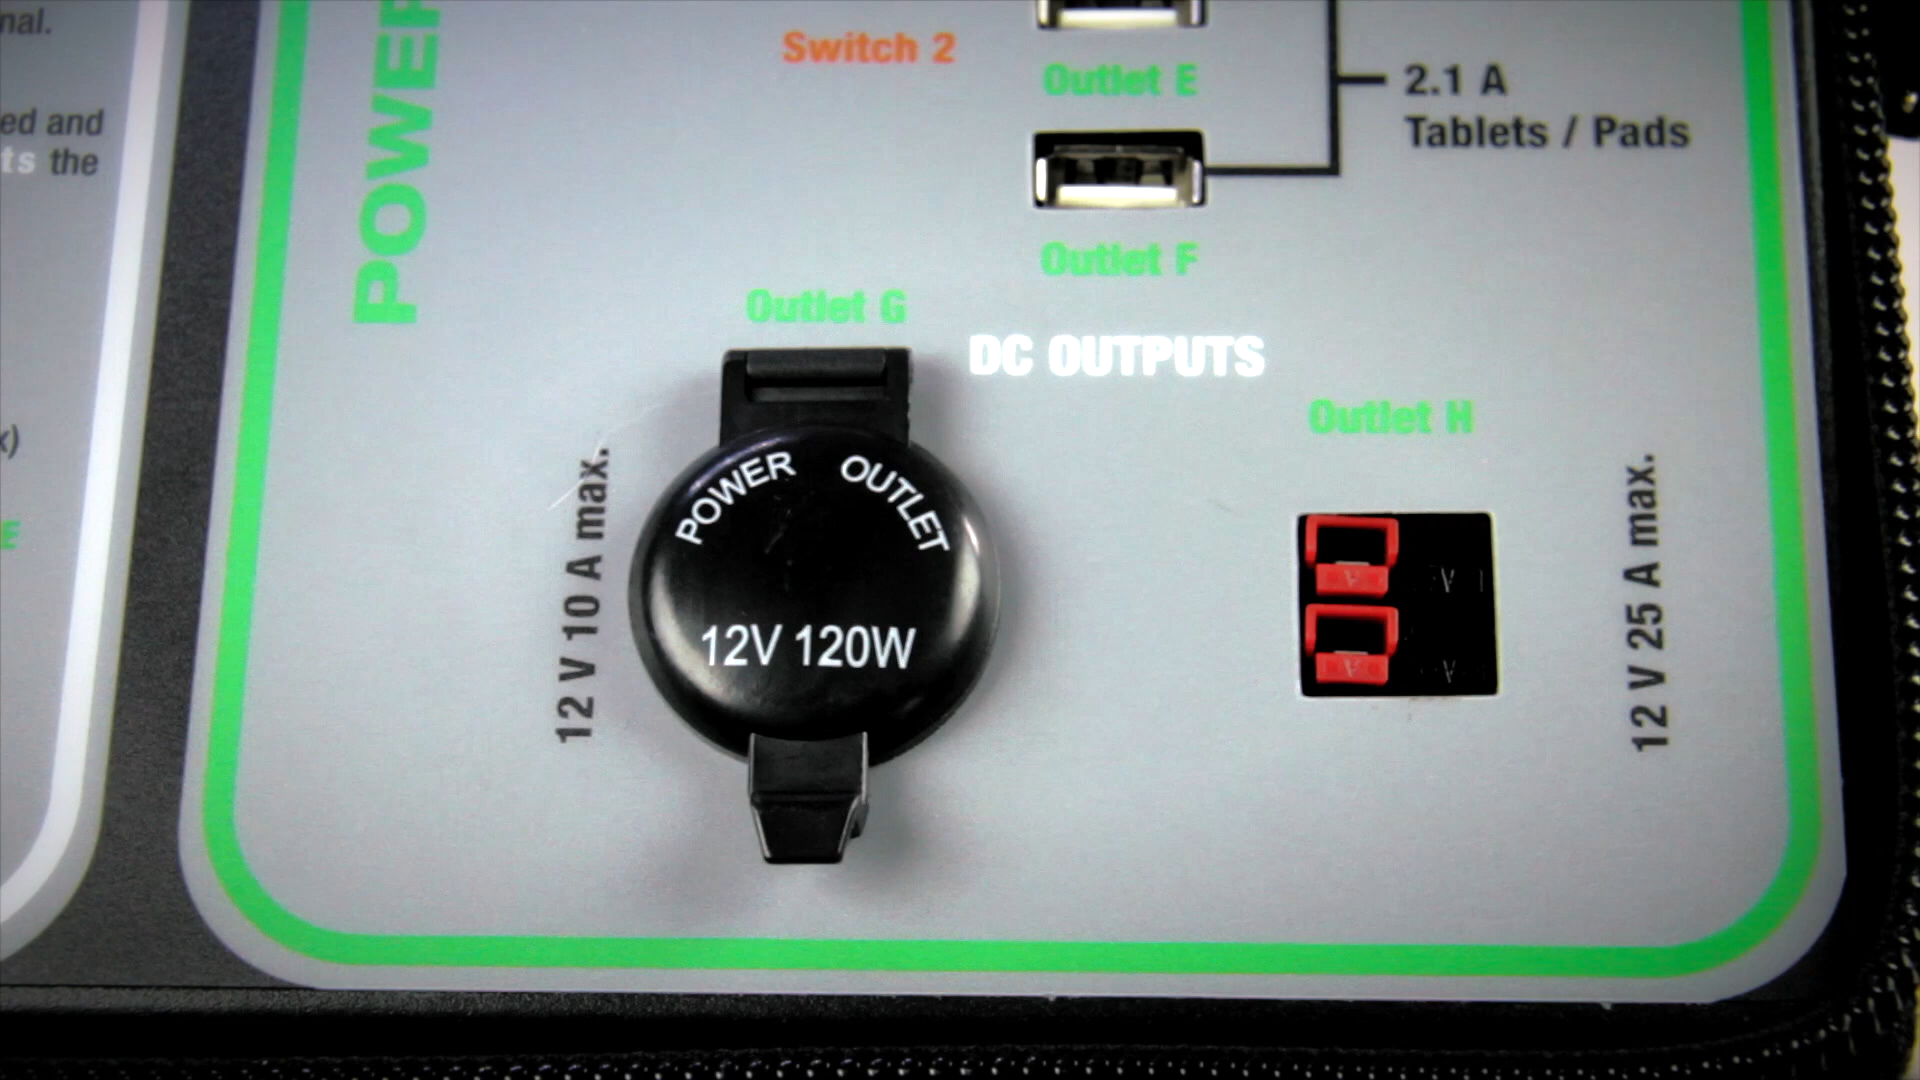 nal.
ed and
ts the
x)
POWER
Switch 2
Outlet E
2.1 A
Tablets / Pads
Outlet F
Outlet G
DC OUTPUTS
Outlet H
12 V 10 A max.
POWER OUTLET
12V 120W
12 V 25 A max.